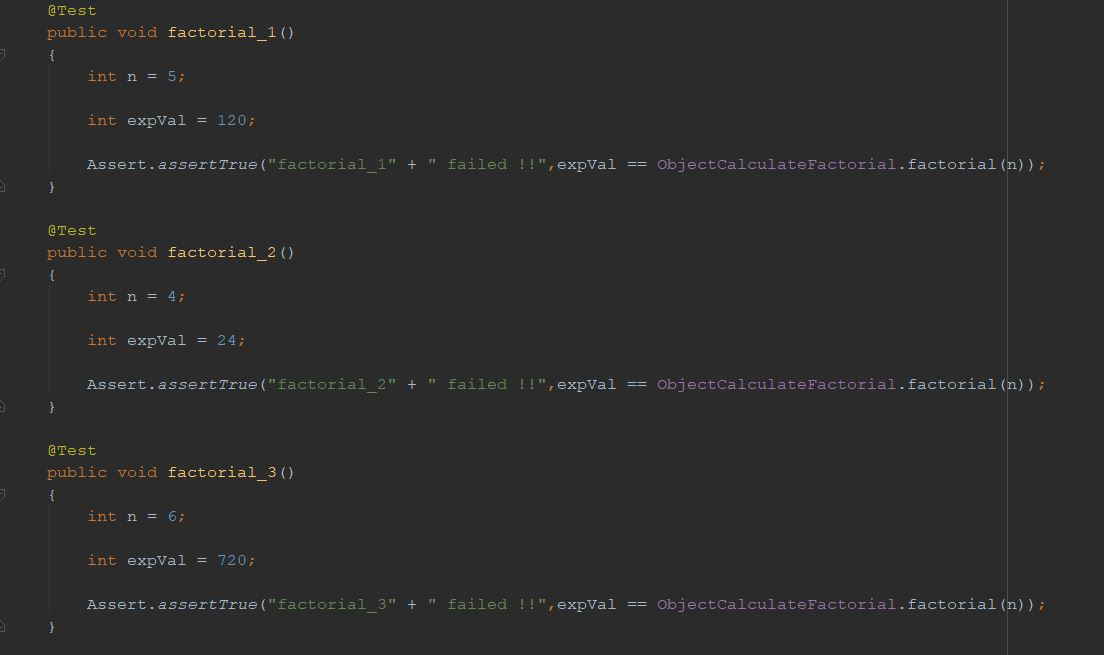 @Test
public void factorial_1()
{
int n = 5;
int expVal = 120;
Assert.assertTrue("factorial_1" + " failed !!",expVal == ObjectCalculateFactorial.factorial(n));
}
@Test
public void factorial_2()
{
int n = 4;
int expVal = 24;
Assert.assertTrue("factorial_2" + " failed !!",expVal == ObjectCalculateFactorial.factorial(n));
}
@Test
public void factorial_3()
{
int n = 6;
int expVal = 720;
Assert.assertTrue("factorial_3" + " failed !!",expVal == ObjectCalculateFactorial.factorial(n));
}